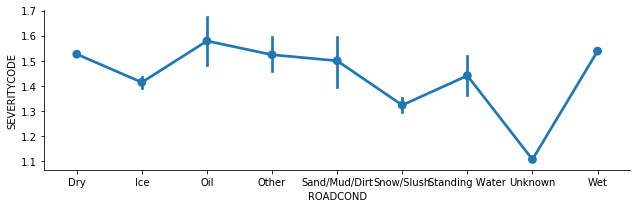 1.7
1.6
1.5
1.4
1.3
1.2
1.1
SEVERITYCODE
Dry Ice Oil Other Sand/Mud/Dirt Snow/Slush Standing Water Unknown Wet
ROADCOND